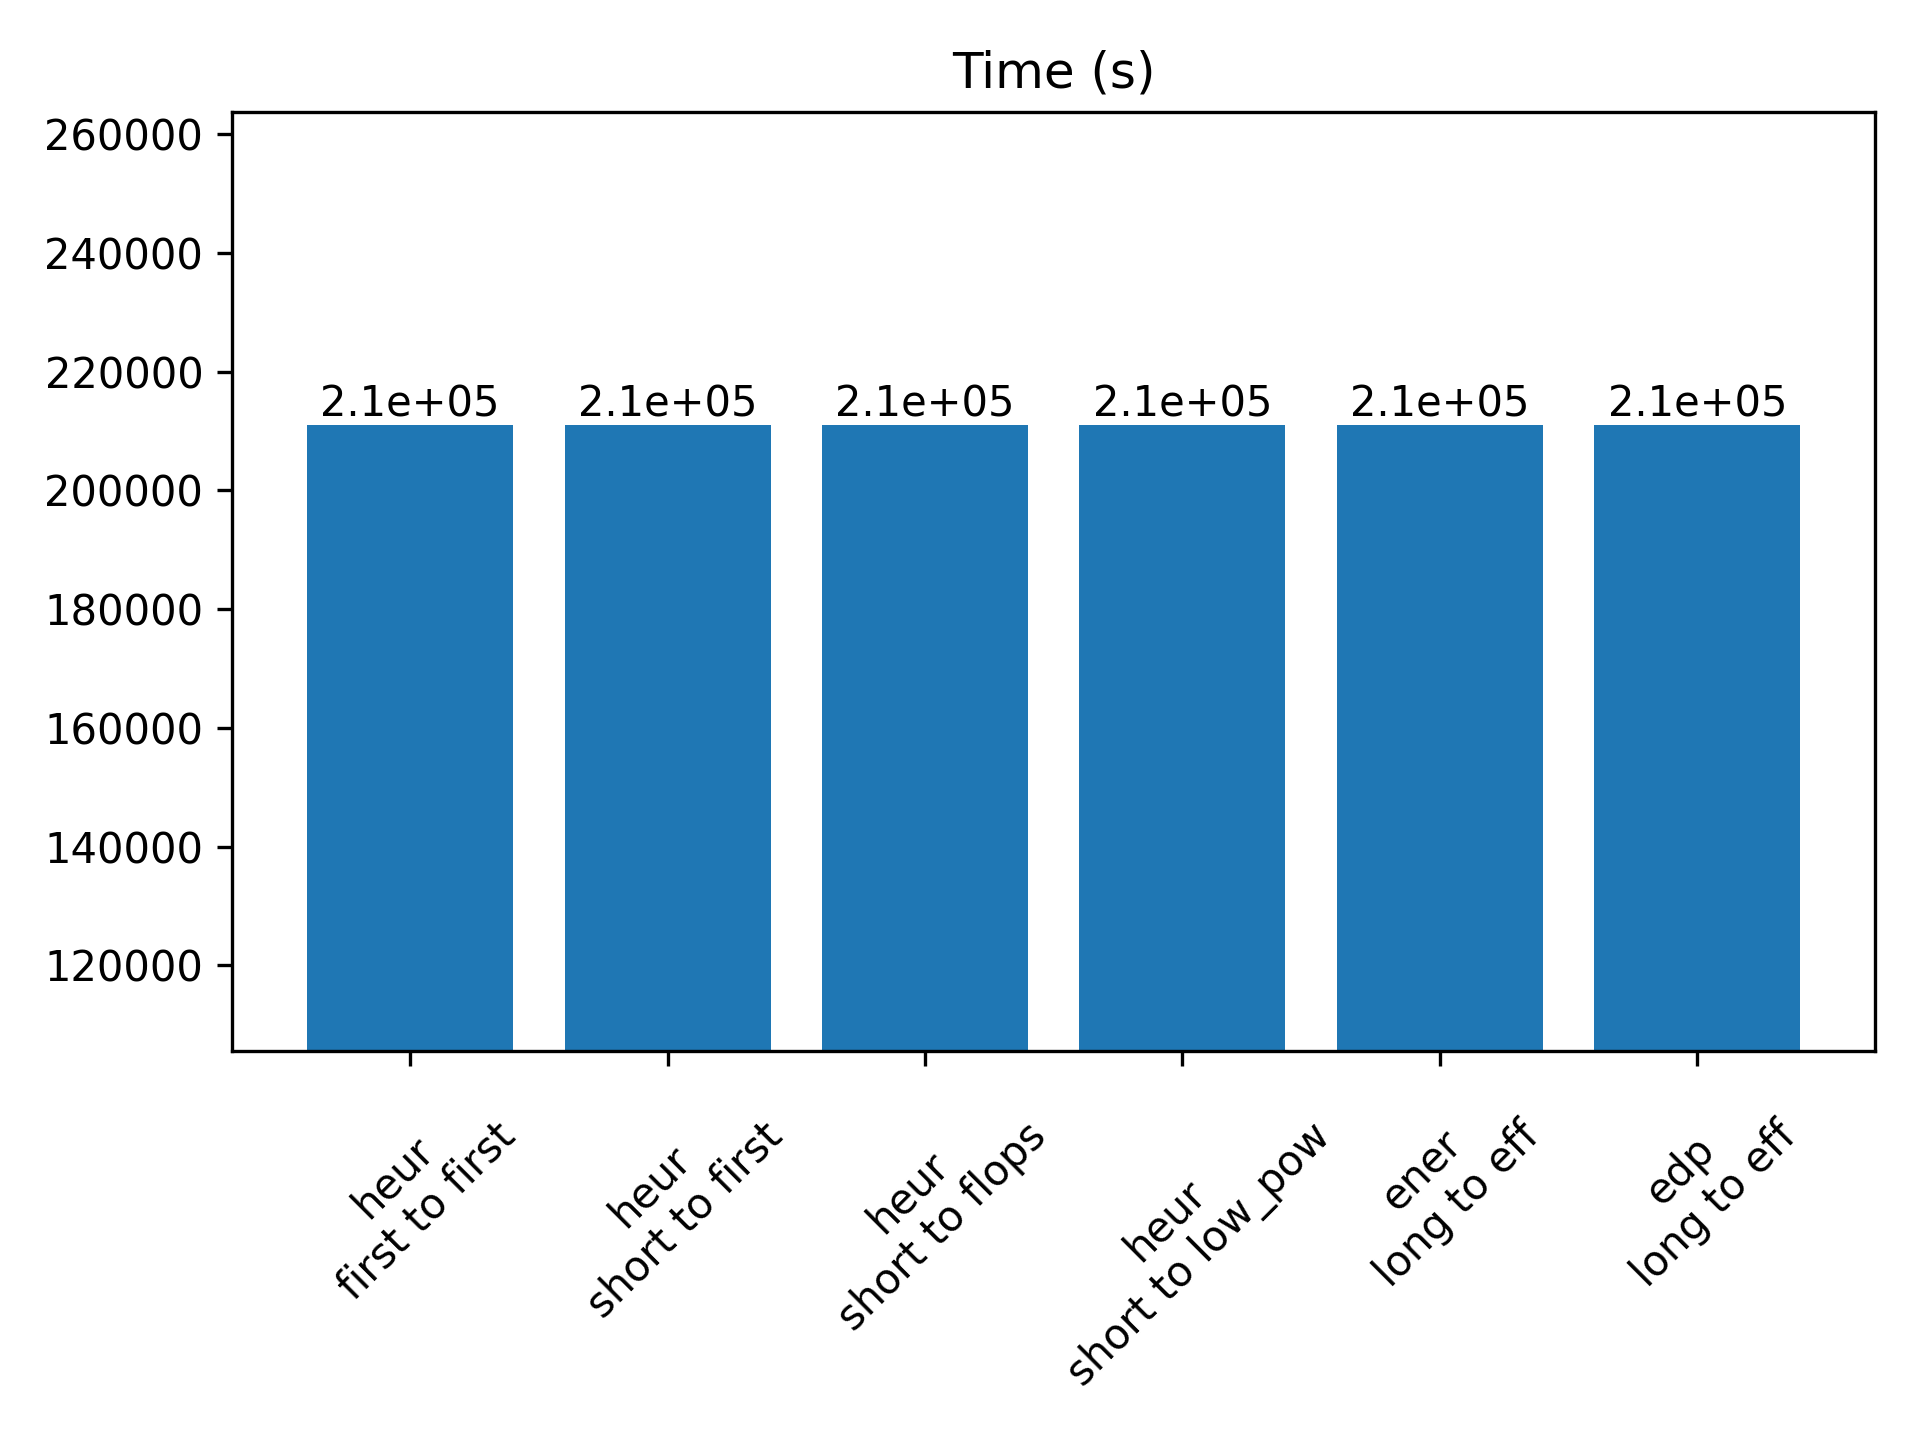 Time (s)
260000
240000
220000
200000
180000
160000
140000
120000
2.1e+05
2.1e+05
2.1e+05
2.1e+05
2.1e+05
2.1e+05
heur
first to first
heur
short to first
heur
short to flops
heur
short to low_pow
ener
long to eff
edp
long to eff